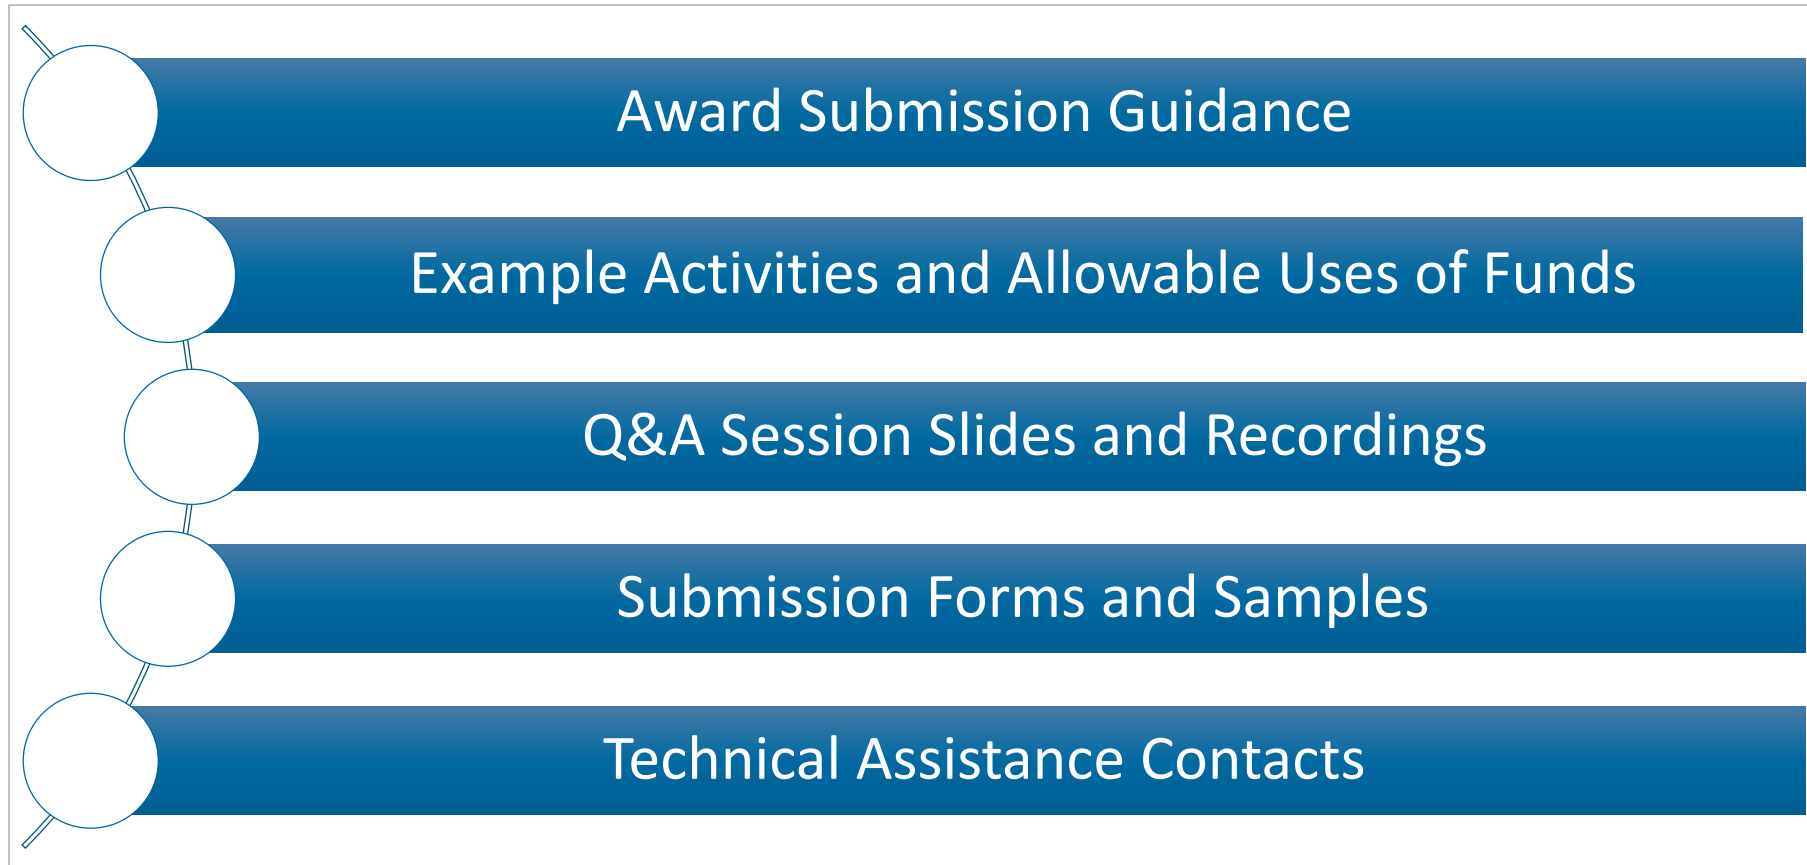 Award Submission Guidance
Example Activities and Allowable Uses of Funds
Q&A Session Slides and Recordings
Submission Forms and Samples
Technical Assistance Contacts